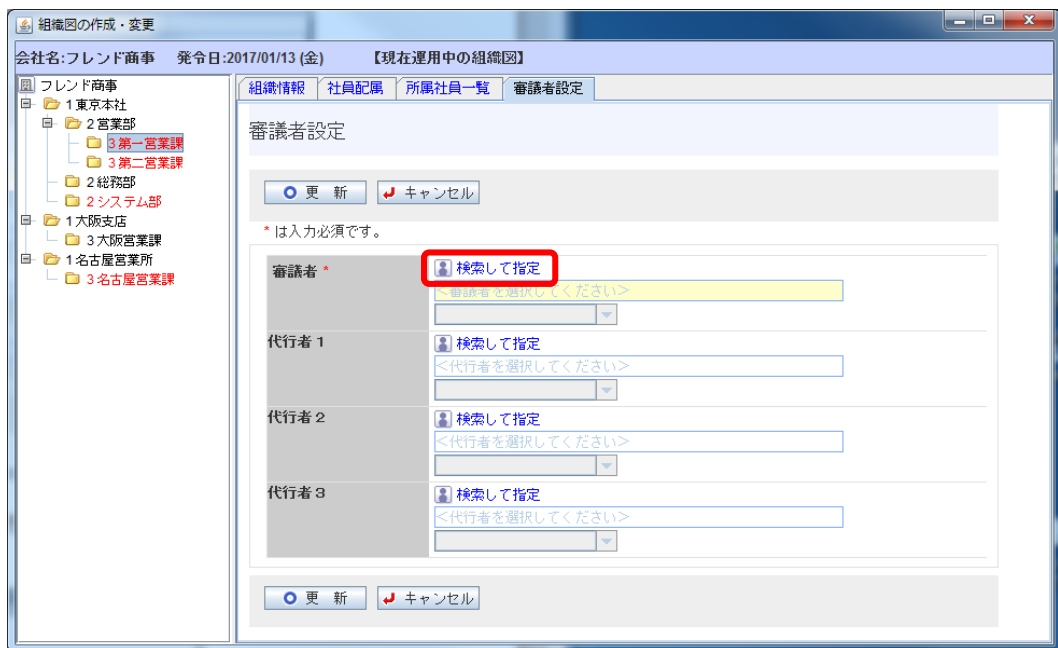 組織図の作成・変更
会社名:フレンド商事 発令日:2017/01/13 (金) 【現在運用中の組織図】
フレンド商事
1東京本社
2営業部
3第一営業課
3第二営業課
2総務部
2システム部
1大阪支店
3大阪営業課
1名古屋営業所
3名古屋営業課
組織情報 社員配属 所属社員一覧 審議者設定
審議者設定
更 新 キャンセル
* は入力必須です。
審議者 * 検索して指定
<審議者を選択してください>
代行者1 検索して指定
<代行者を選択してください>
代行者2 検索して指定
<代行者を選択してください>
代行者3 検索して指定
<代行者を選択してください>
更 新 キャンセル